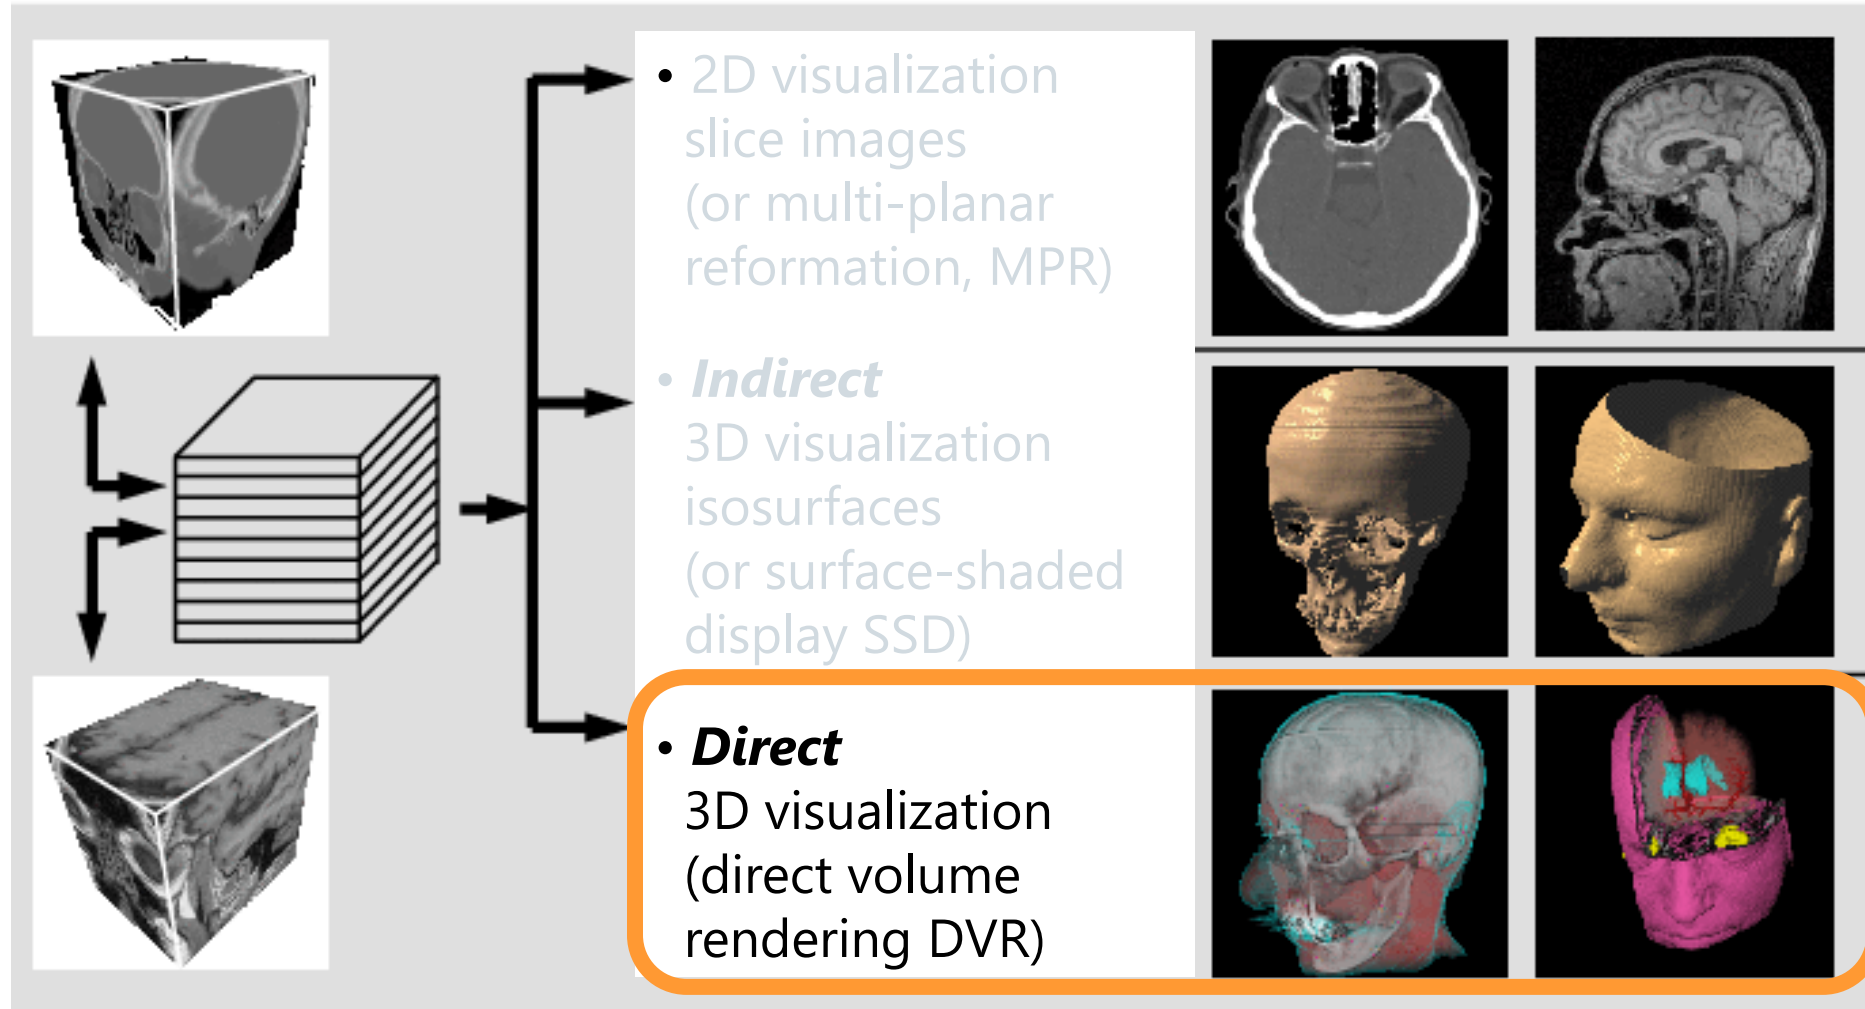 • 2D visualization
slice images
(or multi-planar
reformation, MPR)
• Indirect
3D visualization
isosurfaces
(or surface-shaded
display SSD)
• Direct
3D visualization
(direct volume
rendering DVR)